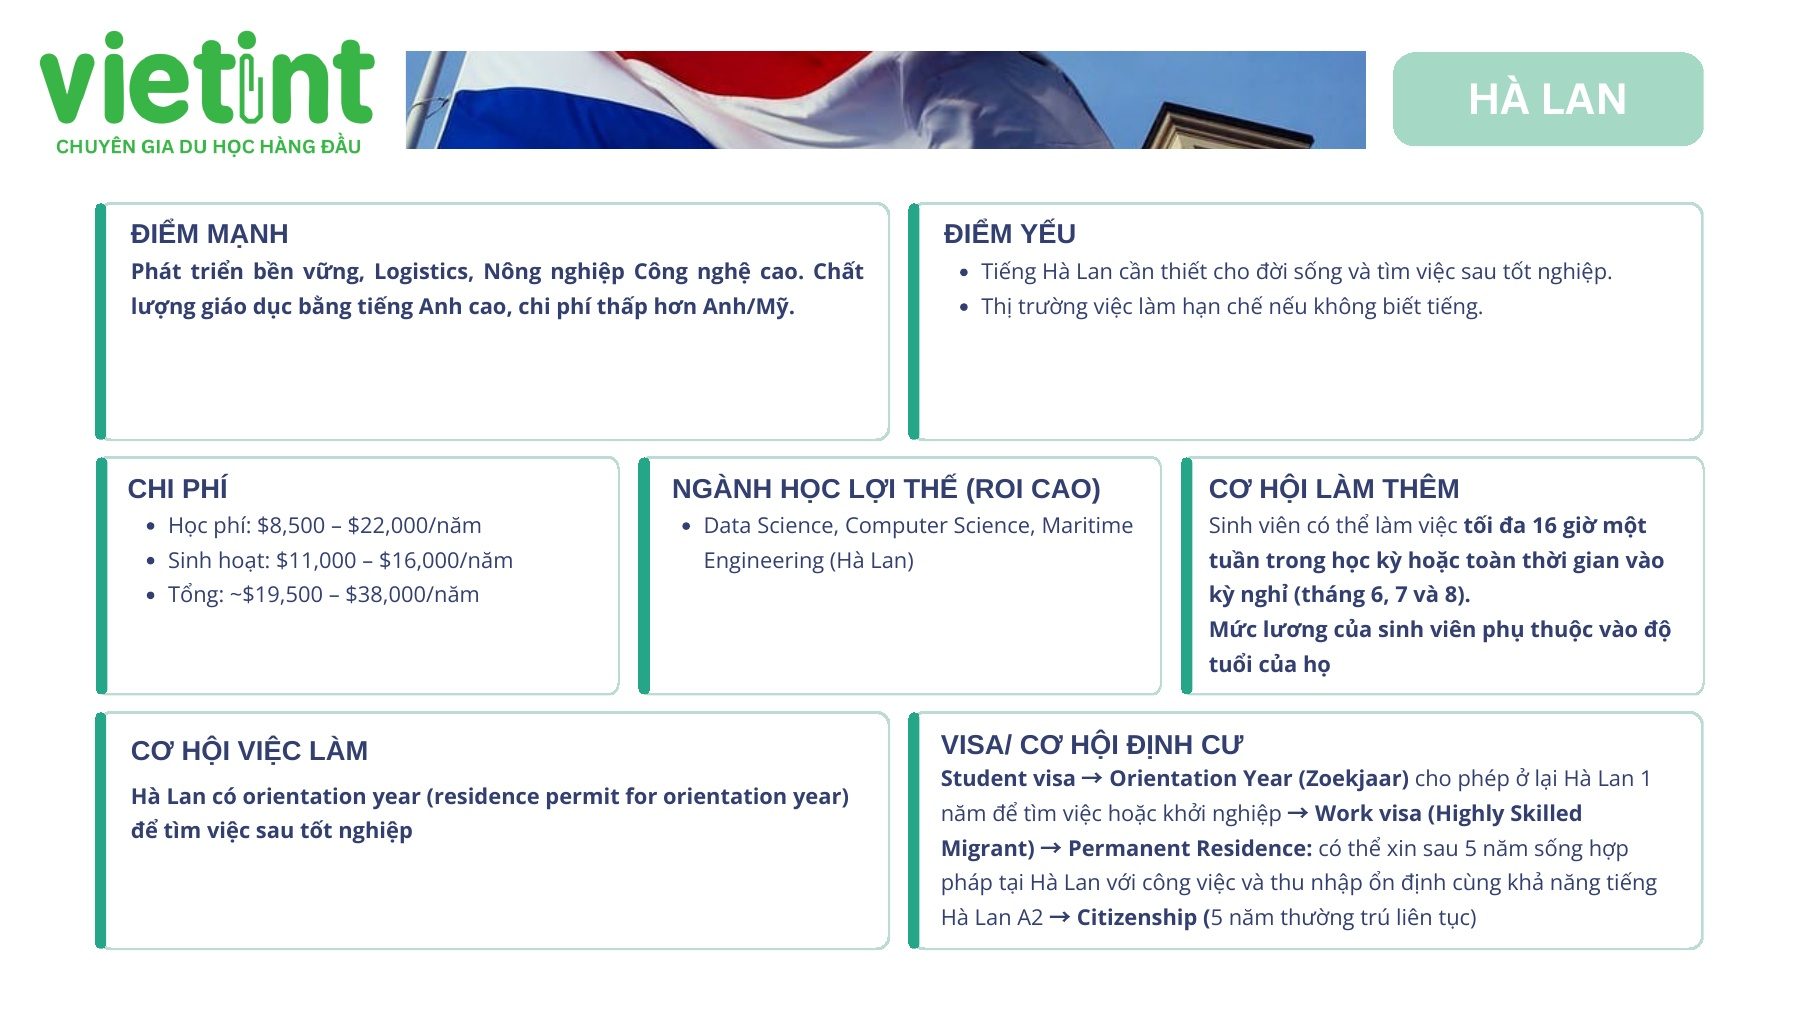 vietint
CHUYÊN GIA DU HỌC HÀNG ĐẦU
HÀ LAN
ĐIỂM MẠNH
Phát triển bền vững, Logistics, Nông nghiệp Công nghệ cao. Chất
lượng giáo dục bằng tiếng Anh cao, chi phí thấp hơn Anh/Mỹ.
ĐIỂM YẾU
• Tiếng Hà Lan cần thiết cho đời sống và tìm việc sau tốt nghiệp.
• Thị trường việc làm hạn chế nếu không biết tiếng.
CHI PHÍ
• Học phí: $8,500 – $22,000/năm
• Sinh hoạt: $11,000 – $16,000/năm
• Tổng: ~$19,500 – $38,000/năm
NGÀNH HỌC LỢI THẾ (ROI CAO)
• Data Science, Computer Science, Maritime
Engineering (Hà Lan)
CƠ HỘI LÀM THÊM
Sinh viên có thể làm việc tối đa 16 giờ một
tuần trong học kỳ hoặc toàn thời gian vào
kỳ nghỉ (tháng 6, 7 và 8).
Mức lương của sinh viên phụ thuộc vào độ
tuổi của họ
CƠ HỘI VIỆC LÀM
Hà Lan có orientation year (residence permit for orientation year)
để tìm việc sau tốt nghiệp
VISA/ CƠ HỘI ĐỊNH CƯ
Student visa → Orientation Year (Zoekjaar) cho phép ở lại Hà Lan 1
năm để tìm việc hoặc khởi nghiệp → Work visa (Highly Skilled
Migrant) → Permanent Residence: có thể xin sau 5 năm sống hợp
pháp tại Hà Lan với công việc và thu nhập ổn định cùng khả năng tiếng
Hà Lan A2 → Citizenship (5 năm thường trú liên tục)